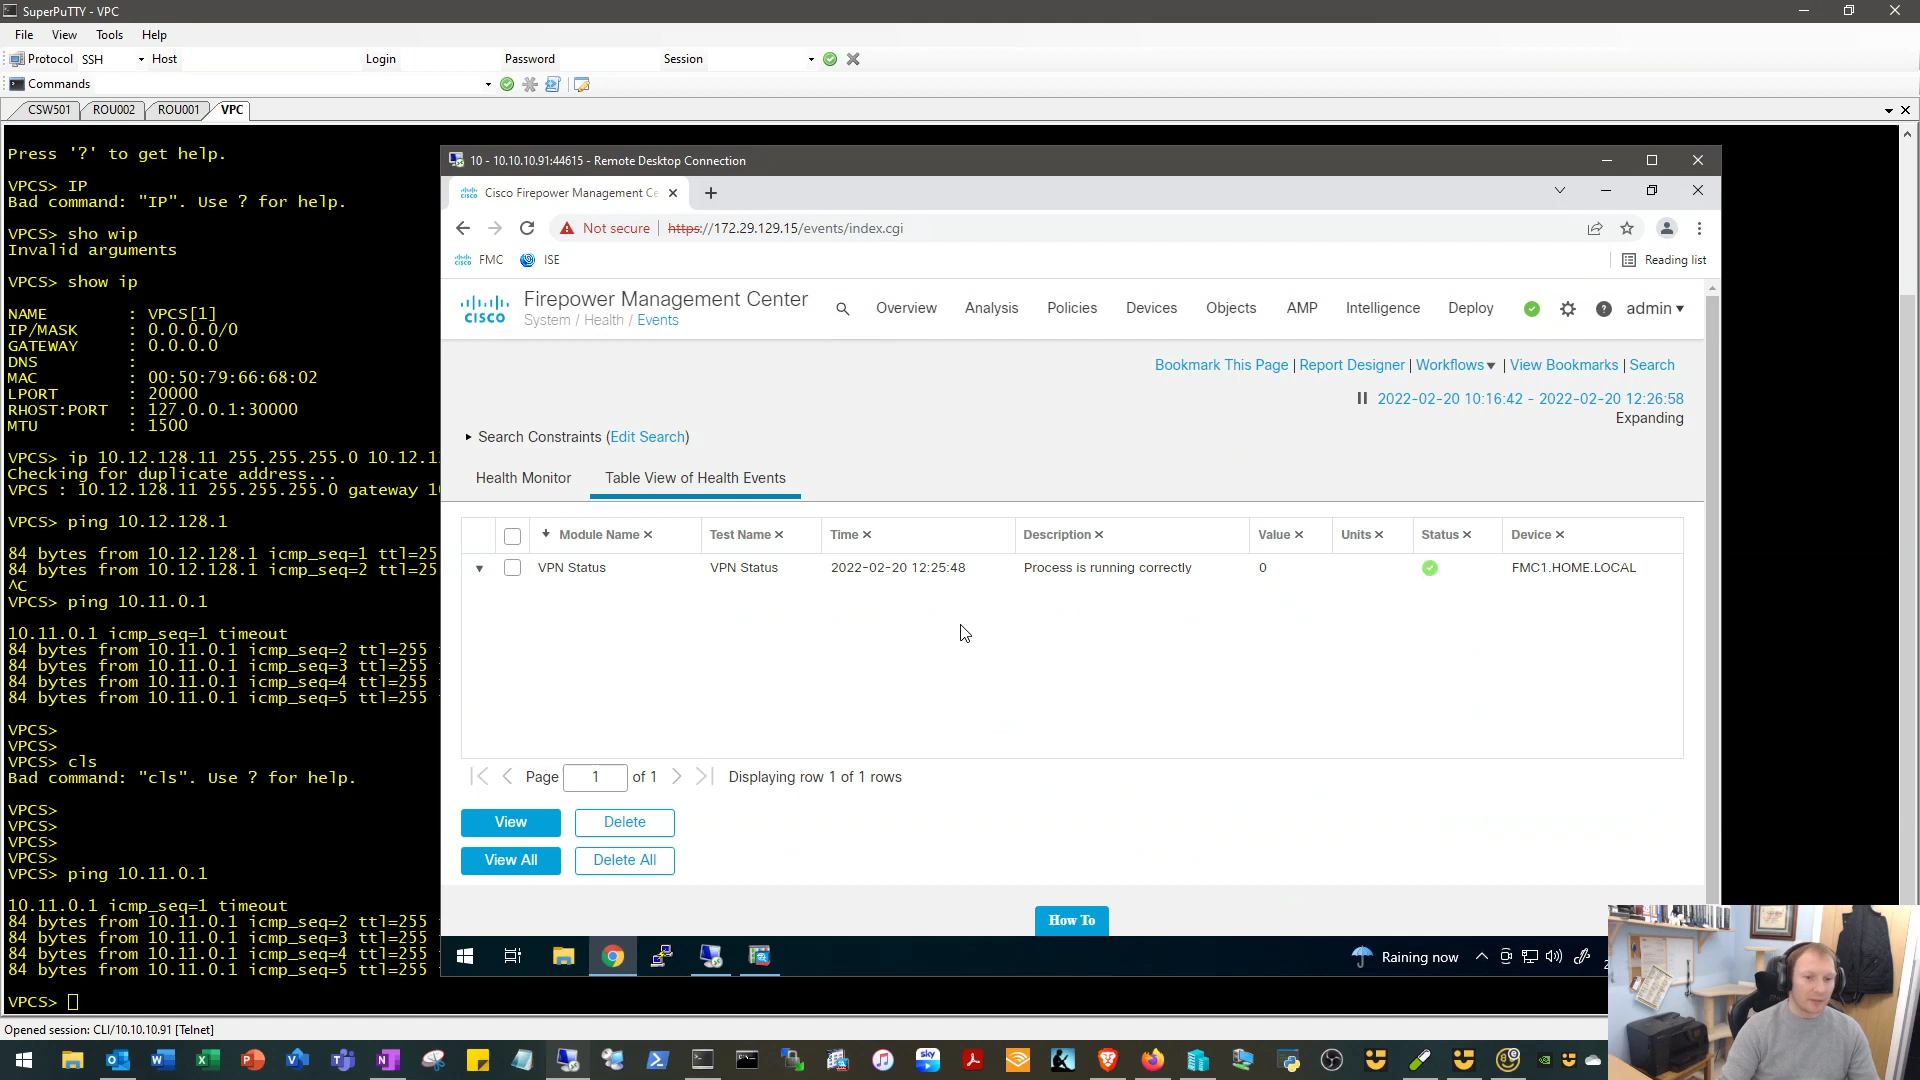 SuperPuTTY - VPC
File View Tools Help
Protocol SSH Host Login Password Session
Commands
CSW501 ROU002 ROU001 VPC
Press '?' to get help.
VPCS> IP
Bad command: "IP". Use ? for help.
VPCS> sho wip
Invalid arguments
VPCS> show ip
NAME : VPCS[1]
IP/MASK : 0.0.0.0/0
GATEWAY : 0.0.0.0
DNS :
MAC : 00:50:79:66:68:02
LPORT : 20000
RHOST:PORT : 127.0.0.1:30000
MTU : 1500
VPCS> ip 10.12.128.11 255.255.255.0 10.12.1
Checking for duplicate address...
VPCS : 10.12.128.11 255.255.255.0 gateway 1
VPCS> ping 10.12.128.1
84 bytes from 10.12.128.1 icmp_seq=1 ttl=25
84 bytes from 10.12.128.1 icmp_seq=2 ttl=25
^C
VPCS> ping 10.11.0.1
10.11.0.1 icmp_seq=1 timeout
84 bytes from 10.11.0.1 icmp_seq=2 ttl=255
84 bytes from 10.11.0.1 icmp_seq=3 ttl=255
84 bytes from 10.11.0.1 icmp_seq=4 ttl=255
84 bytes from 10.11.0.1 icmp_seq=5 ttl=255
VPCS>
VPCS>
VPCS> cls
Bad command: "cls". Use ? for help.
VPCS>
VPCS>
VPCS>
VPCS>
VPCS> ping 10.11.0.1
10.11.0.1 icmp_seq=1 timeout
84 bytes from 10.11.0.1 icmp_seq=2 ttl=255
84 bytes from 10.11.0.1 icmp_seq=3 ttl=255
84 bytes from 10.11.0.1 icmp_seq=4 ttl=255
84 bytes from 10.11.0.1 icmp_seq=5 ttl=255
VPCS>
10 - 10.10.10.91:44615 - Remote Desktop Connection
Cisco Firepower Management Ce
Not secure https://172.29.129.15/events/index.cgi
FMC ISE Reading list
CISCO
Firepower Management Center
System / Health / Events
Overview Analysis Policies Devices Objects AMP Intelligence Deploy admin
Bookmark This Page | Report Designer | Workflows | View Bookmarks | Search
2022-02-20 10:16:42 - 2022-02-20 12:26:58
Expanding
Search Constraints (Edit Search)
Health Monitor Table View of Health Events
Module Name Test Name Time Description Value Units Status Device
VPN Status VPN Status 2022-02-20 12:25:48 Process is running correctly 0 FMC1.HOME.LOCAL
Page 1 of 1 Displaying row 1 of 1 rows
View Delete
View All Delete All
How To
Raining now
Opened session: CLI/10.10.10.91 [Telnet]